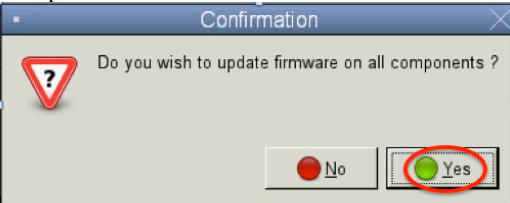 Confirmation
Do you wish to update firmware on all components ?
?
No
Yes